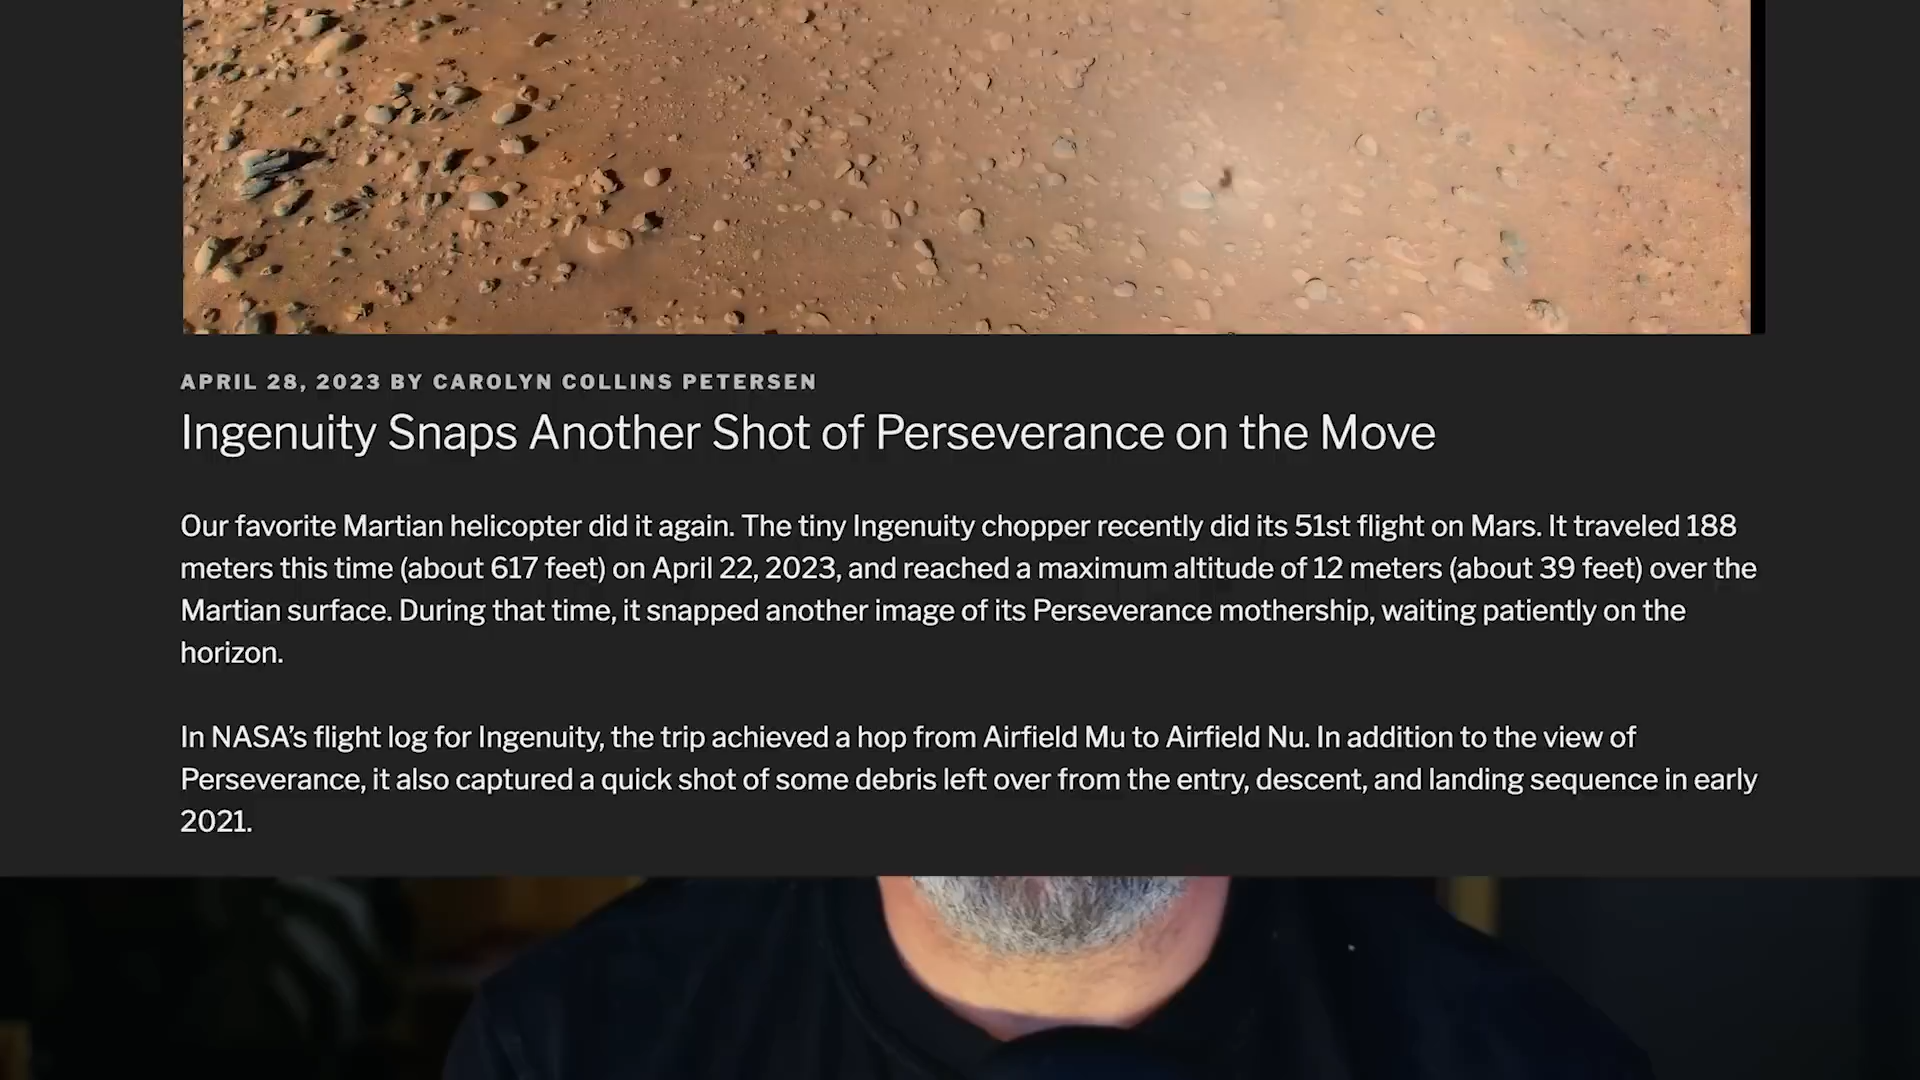 APRIL 28, 2023 BY CAROLYN COLLINS PETERSEN
Ingenuity Snaps Another Shot of Perseverance on the Move
Our favorite Martian helicopter did it again. The tiny Ingenuity chopper recently did its 51st flight on Mars. It traveled 188
meters this time (about 617 feet) on April 22, 2023, and reached a maximum altitude of 12 meters (about 39 feet) over the
Martian surface. During that time, it snapped another image of its Perseverance mothership, waiting patiently on the
horizon.
In NASA’s flight log for Ingenuity, the trip achieved a hop from Airfield Mu to Airfield Nu. In addition to the view of
Perseverance, it also captured a quick shot of some debris left over from the entry, descent, and landing sequence in early
2021.